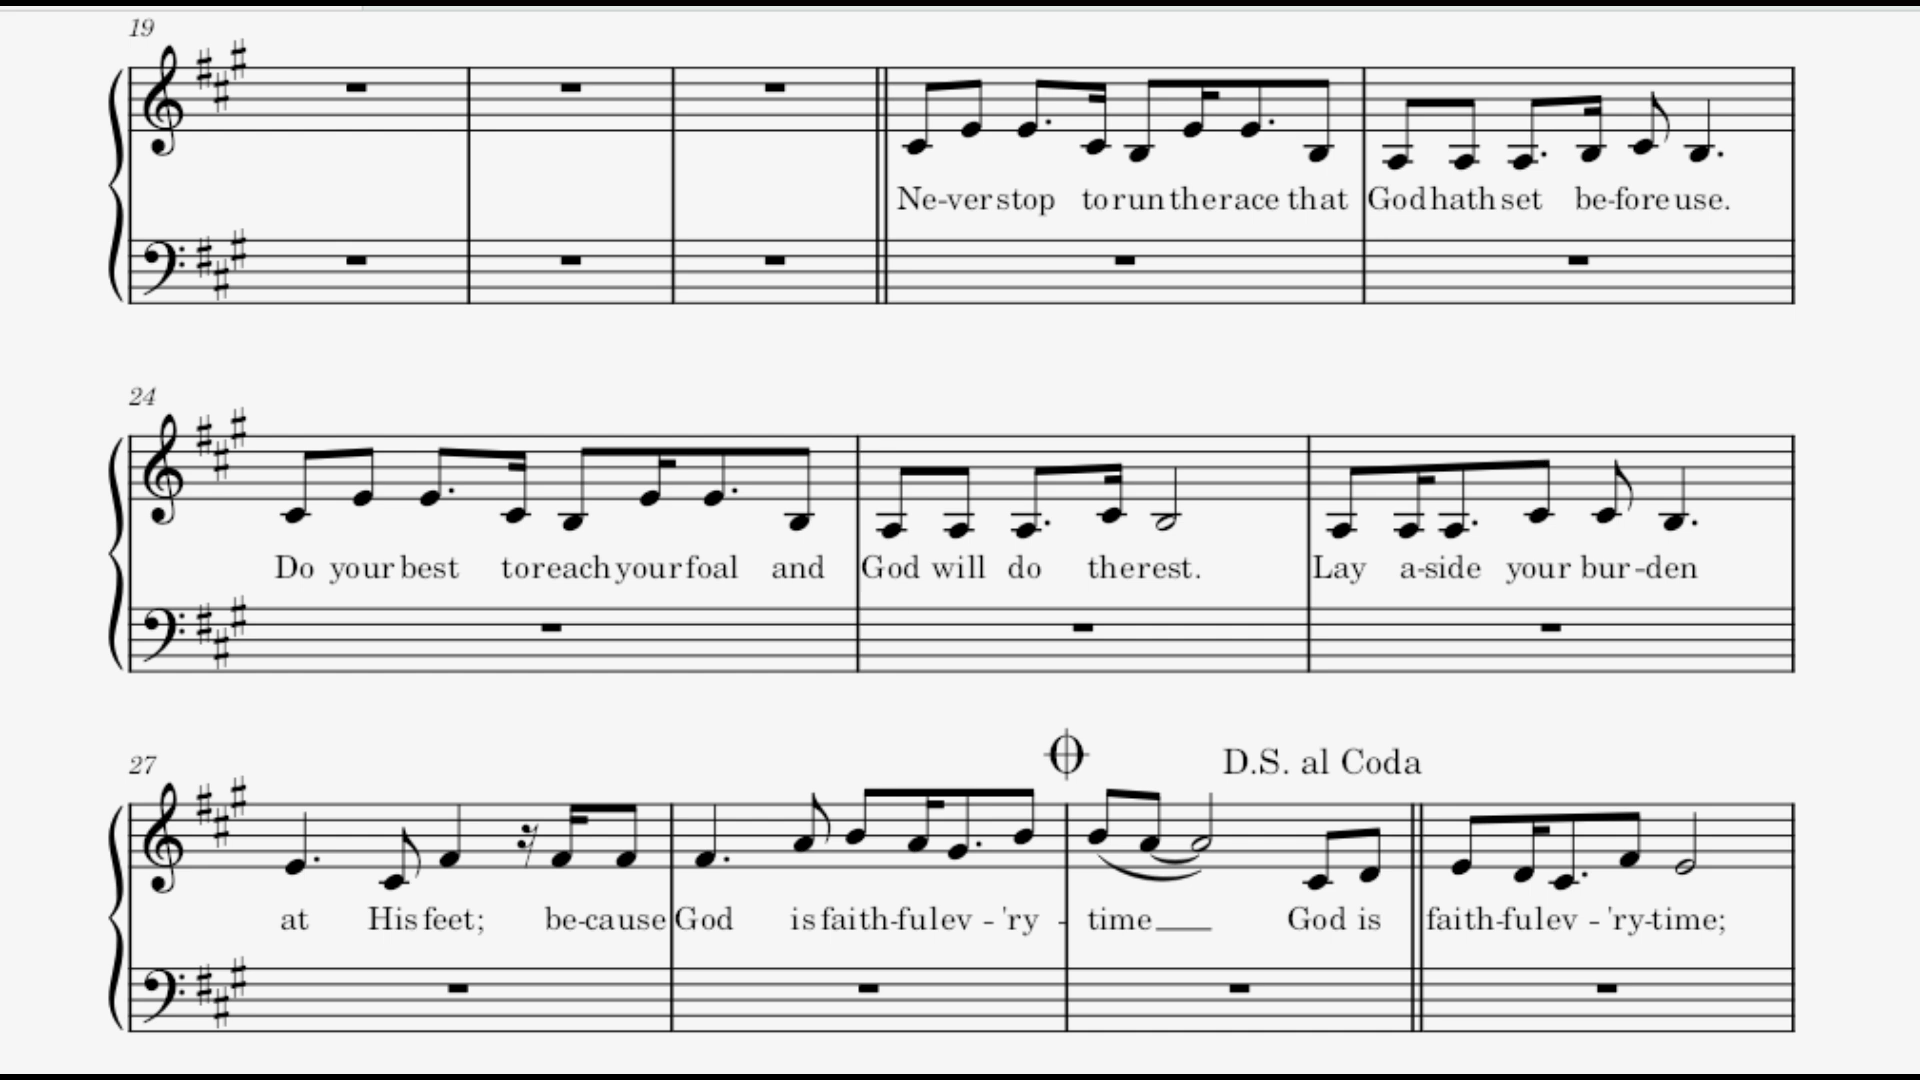 19
Ne-ver stop to run the race that God hath set be-fore use.
24
Do your best to reach your foal and God will do the rest. Lay a-side your bur-den
27
D.S. al Coda
at His feet; be-cause God is faith-ful ev - 'ry - time__ God is faith-ful ev - 'ry-time;